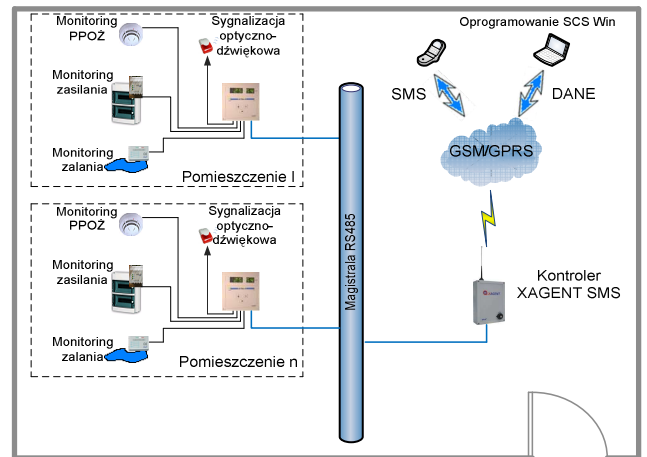 Monitoring
PPOŻ
Sygnalizacja
optyczno-
dźwiękowa
Monitoring
zasilania
Monitoring
zalania
Pomieszczenie I
Monitoring
PPOŻ
Sygnalizacja
optyczno-
dźwiękowa
Monitoring
zasilania
Monitoring
zalania
Pomieszczenie n
Magistrala RS485
Oprogramowanie SCS Win
SMS
DANE
GSM/GPRS
Kontroler
XAGENT SMS